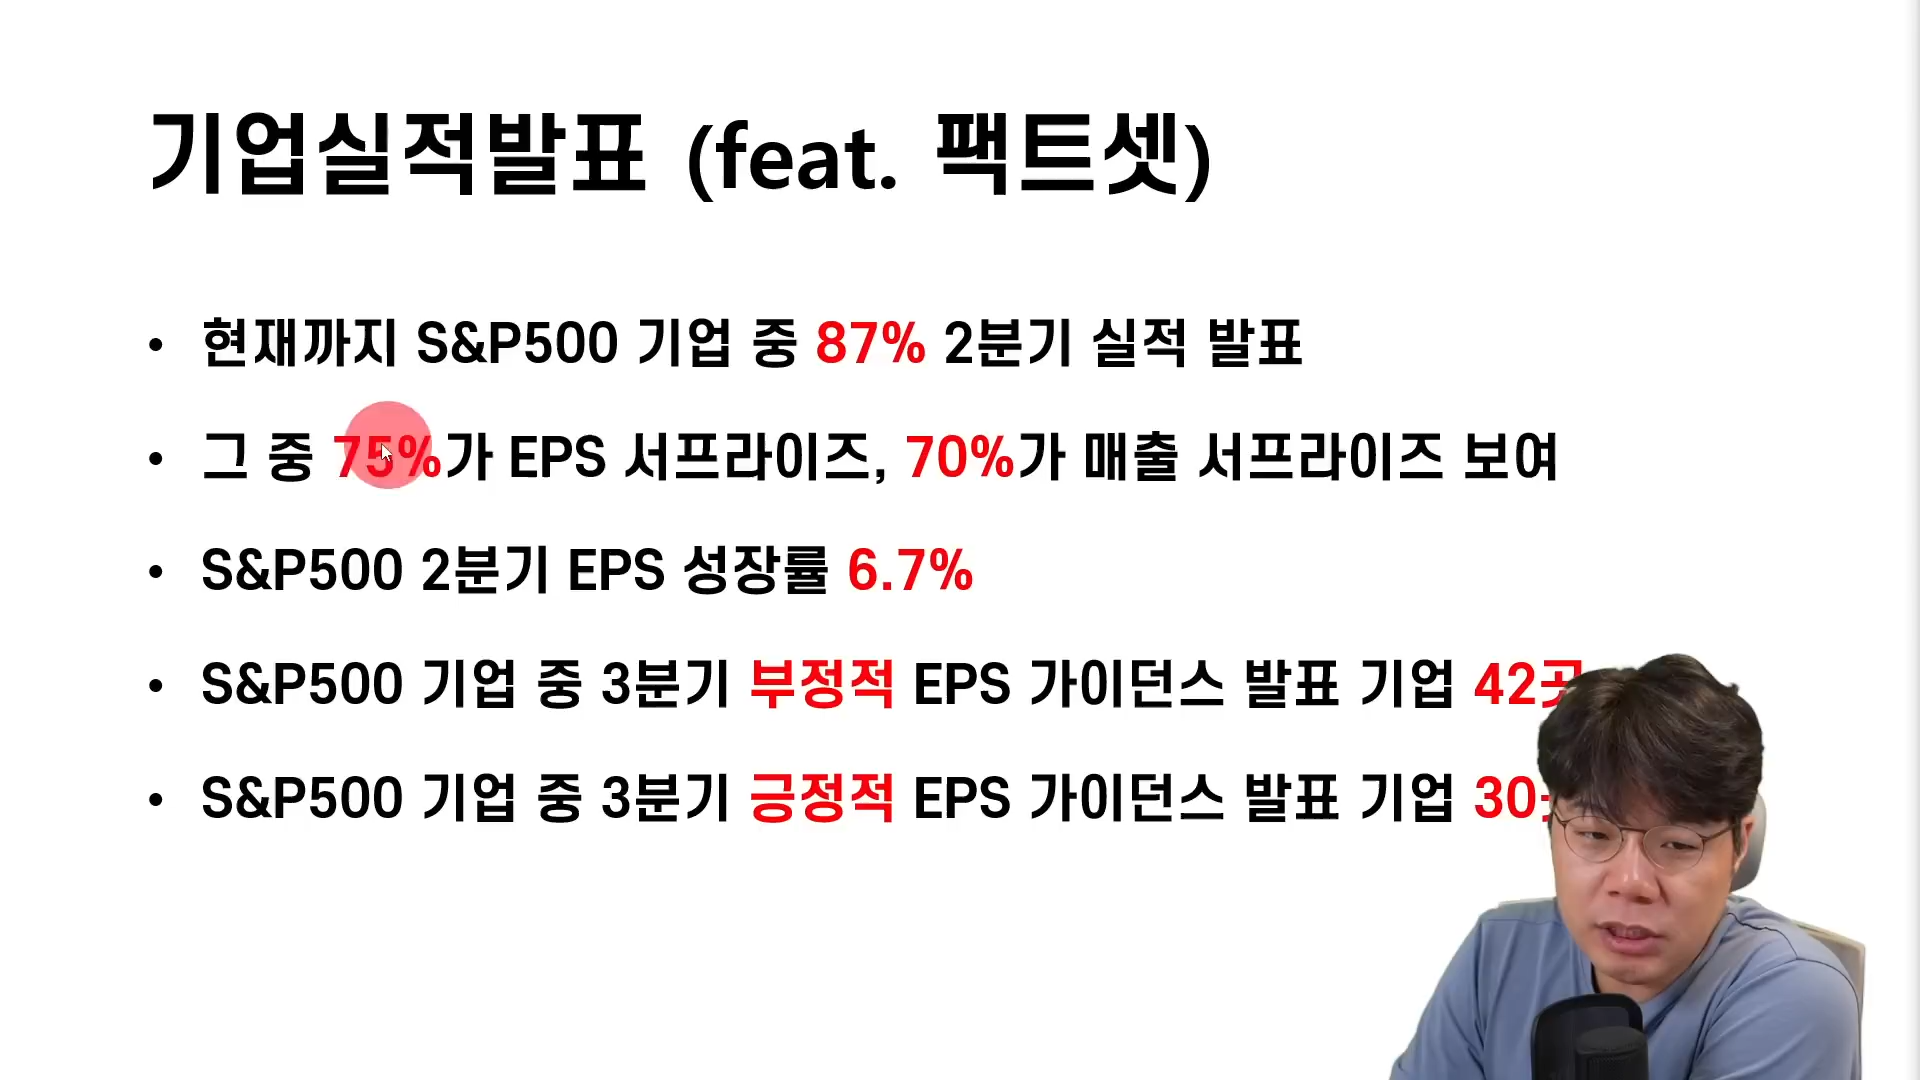 기업실적발표 (feat. 팩트셋)
• 현재까지 S&P500 기업 중 87% 2분기 실적 발표
• 그 중 75%가 EPS 서프라이즈, 70%가 매출 서프라이즈 보여
• S&P500 2분기 EPS 성장률 6.7%
• S&P500 기업 중 3분기 부정적 EPS 가이던스 발표 기업 42곳
• S&P500 기업 중 3분기 긍정적 EPS 가이던스 발표 기업 30